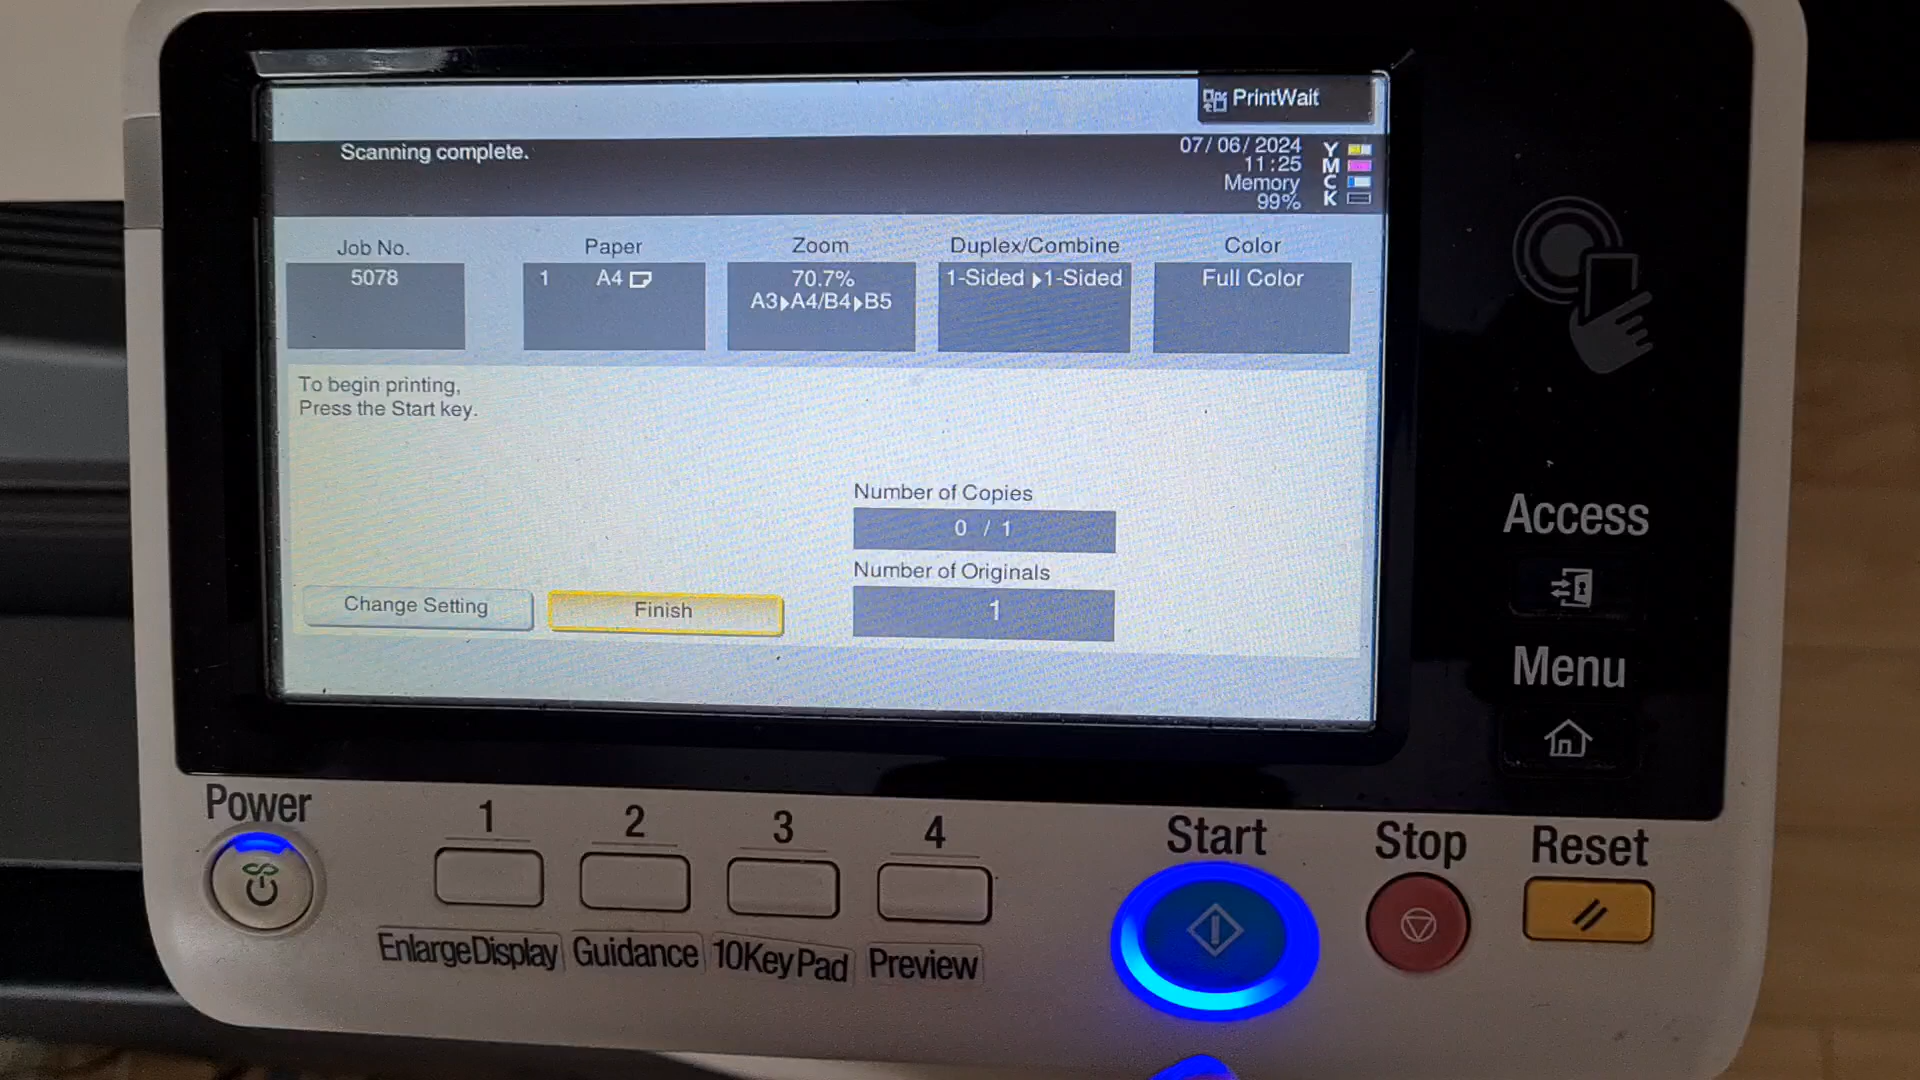 PrintWait
Scanning complete.
07/06/2024
11:25
Memory
99%
Y
M
C
K
Job No.
5078
Paper
1 A4
Zoom
70.7%
A3▸A4/B4▸B5
Duplex/Combine
1-Sided ▸1-Sided
Color
Full Color
To begin printing,
Press the Start key.
Number of Copies
0 / 1
Number of Originals
1
Change Setting
Finish
Access
Menu
Power
1
2
3
4
Start
Stop
Reset
EnlargeDisplay
Guidance
10Key Pad
Preview